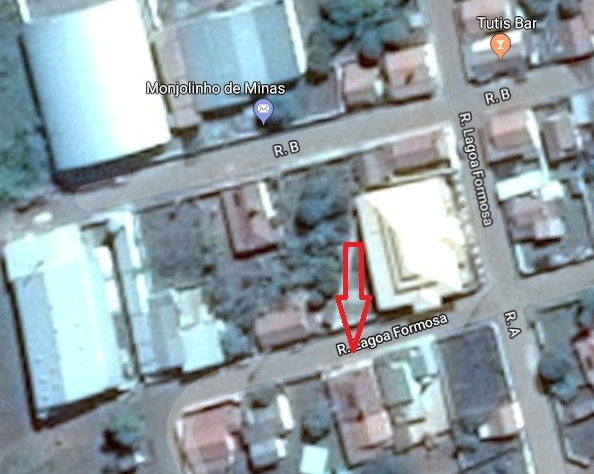 Tutis Bar
Monjolinho de Minas
R. B
R. B
R. Lagoa Formosa
R. Lagoa Formosa
R. A